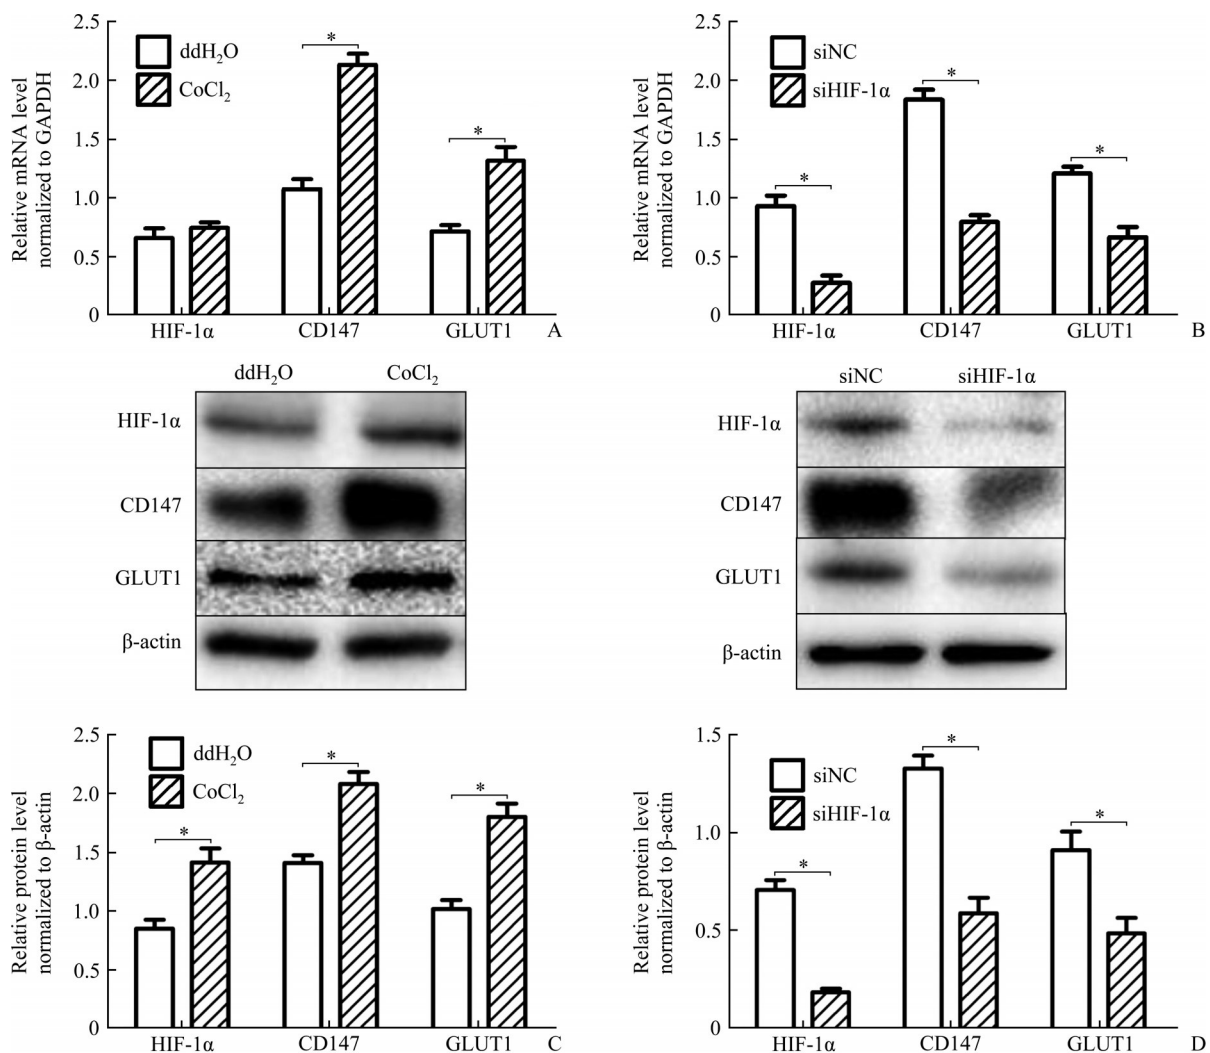 2.5
2.0
1.5
1.0
0.5
0
Relative mRNA level
normalized to GAPDH
ddH₂O
CoCl₂
*
*
HIF-1α
CD147
GLUT1
A
2.5
2.0
1.5
1.0
0.5
0
Relative mRNA level
normalized to GAPDH
siNC
siHIF-1α
*
*
*
HIF-1α
CD147
GLUT1
B
ddH₂O
CoCl₂
HIF-1α
CD147
GLUT1
β-actin
siNC
siHIF-1α
HIF-1α
CD147
GLUT1
β-actin
2.5
2.0
1.5
1.0
0.5
0
Relative protein level
normalized to β-actin
ddH₂O
CoCl₂
*
*
*
HIF-1α
CD147
GLUT1
C
1.5
1.0
0.5
0
Relative protein level
normalized to β-actin
siNC
siHIF-1α
*
*
*
HIF-1α
CD147
GLUT1
D